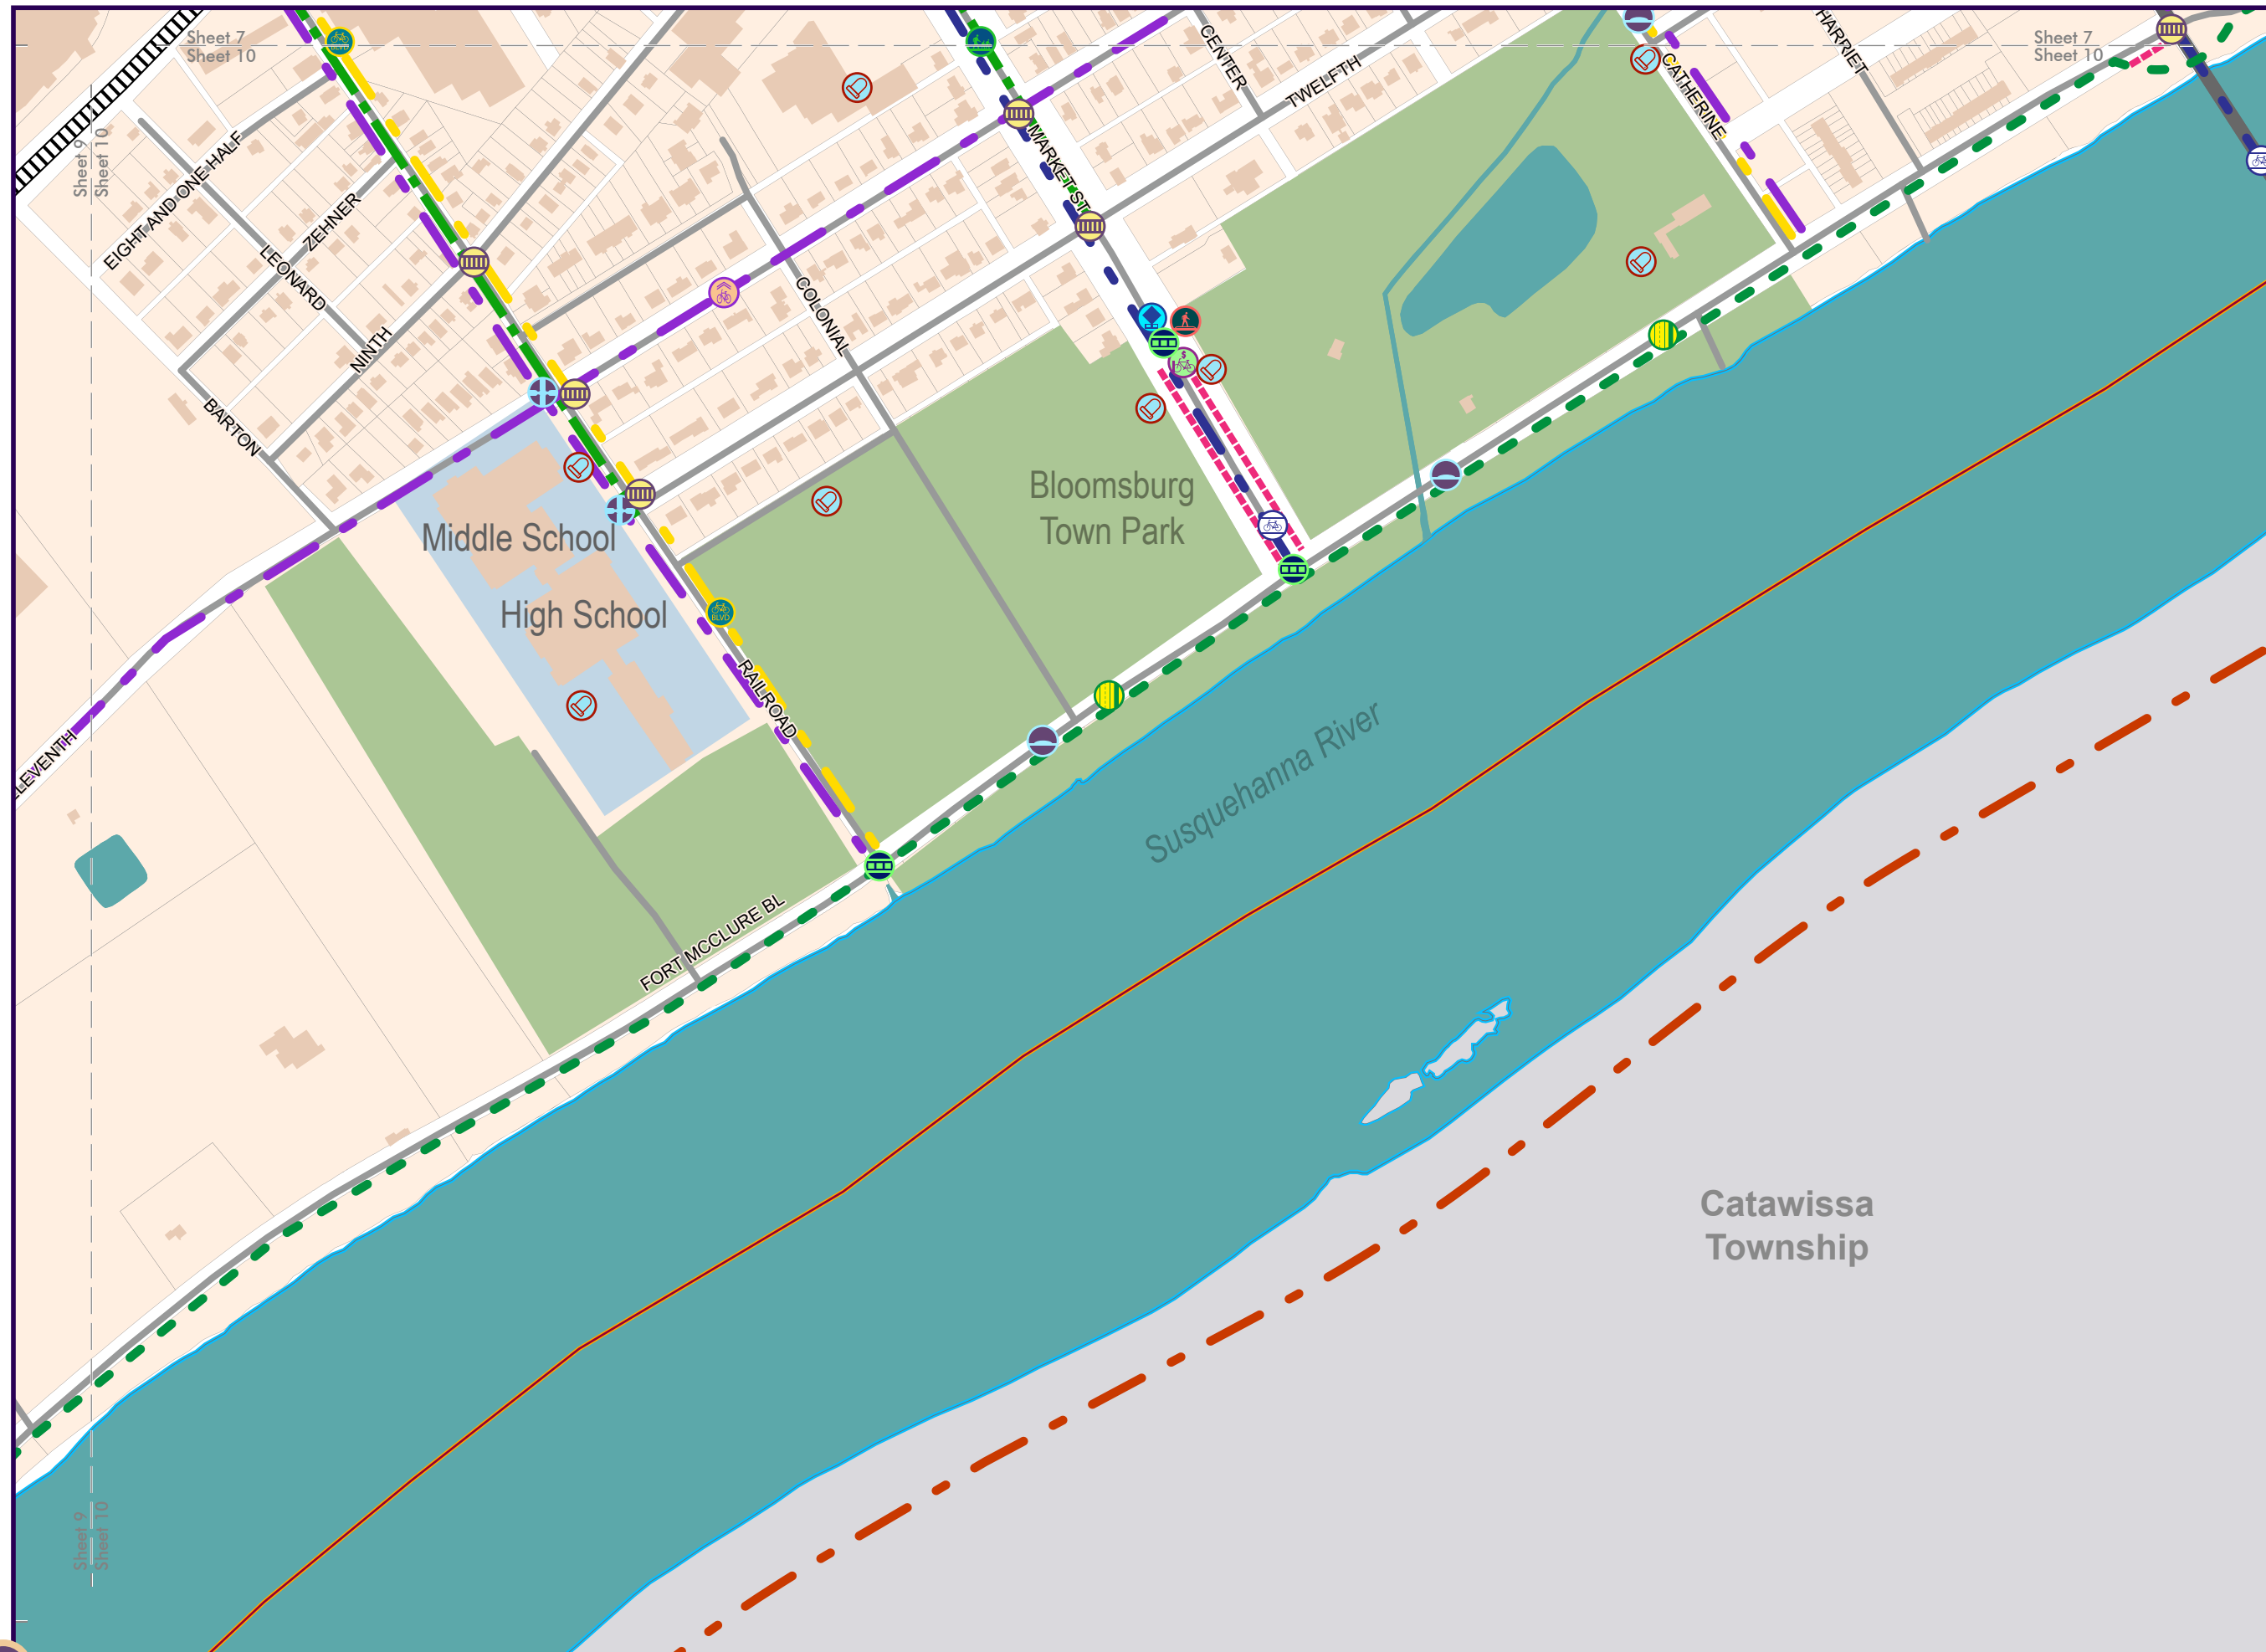 Sheet 7
Sheet 10
Sheet 7
Sheet 10
Sheet 9
Sheet 10
BLVD
CENTER
TWELFTH
CATHERINE
HARRIET
MARKET ST
EIGHT AND ONE HALF
ZEHNER
LEONARD
NINTH
COLONIAL
BARTON
$
Bloomsburg
Town Park
Middle School
High School
BLVD
RAILROAD
ELEVENTH
Susquehanna River
FORT MCCLURE BL
Catawissa
Township
Sheet 9
Sheet 10